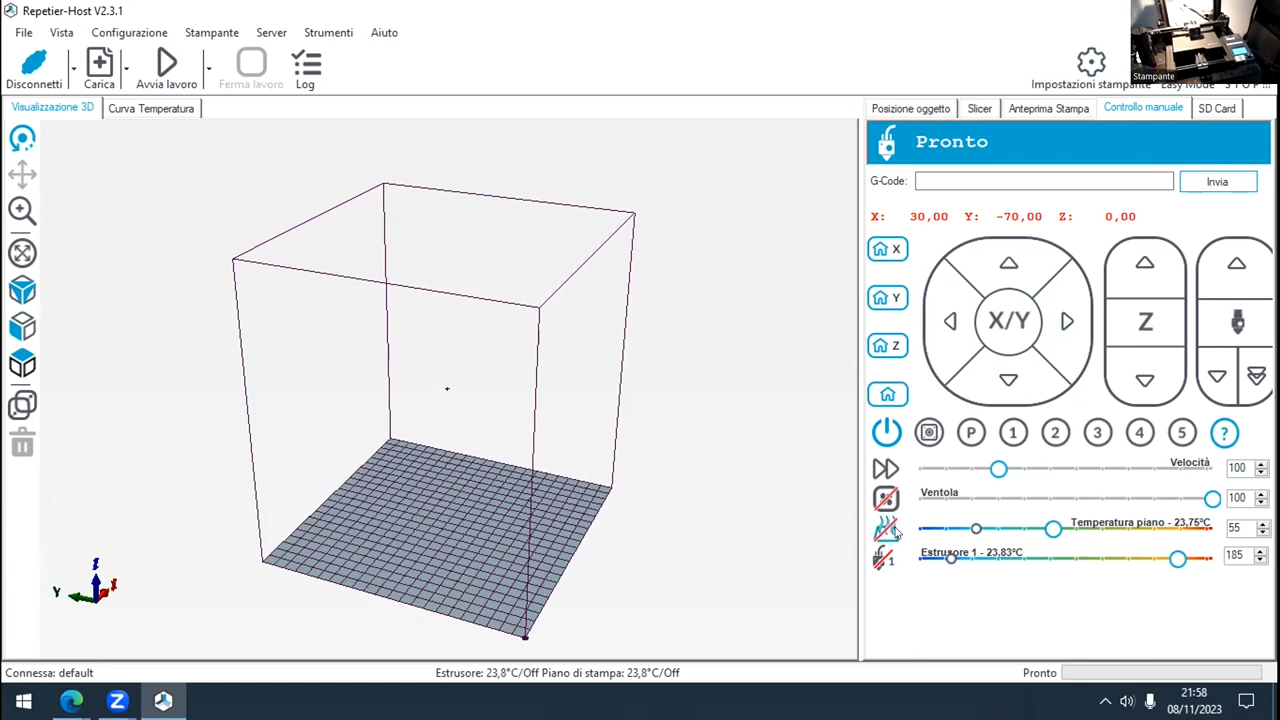 Repetier-Host V2.3.1
File Vista Configurazione Stampante Server Strumenti Aiuto
Disconnetti Carica Avvia lavoro Ferma lavoro Log
Impostazioni stampante Easy Mode
Stampante
Visualizzazione 3D Curva Temperatura
Posizione oggetto Slicer Anteprima Stampa Controllo manuale SD Card
Pronto
G-Code: Invia
X: 30,00 Y: -70,00 Z: 0,00
X
Y
Z
X/Y
Z
P 1 2 3 4 5 ?
Velocità 100
Ventola 100
Temperatura piano - 23,75°C 55
1 Estrusore 1 - 23,83°C 185
Z
Y
Connessa: default Estrusore: 23,8°C/Off Piano di stampa: 23,8°C/Off Pronto
21:58
08/11/2023